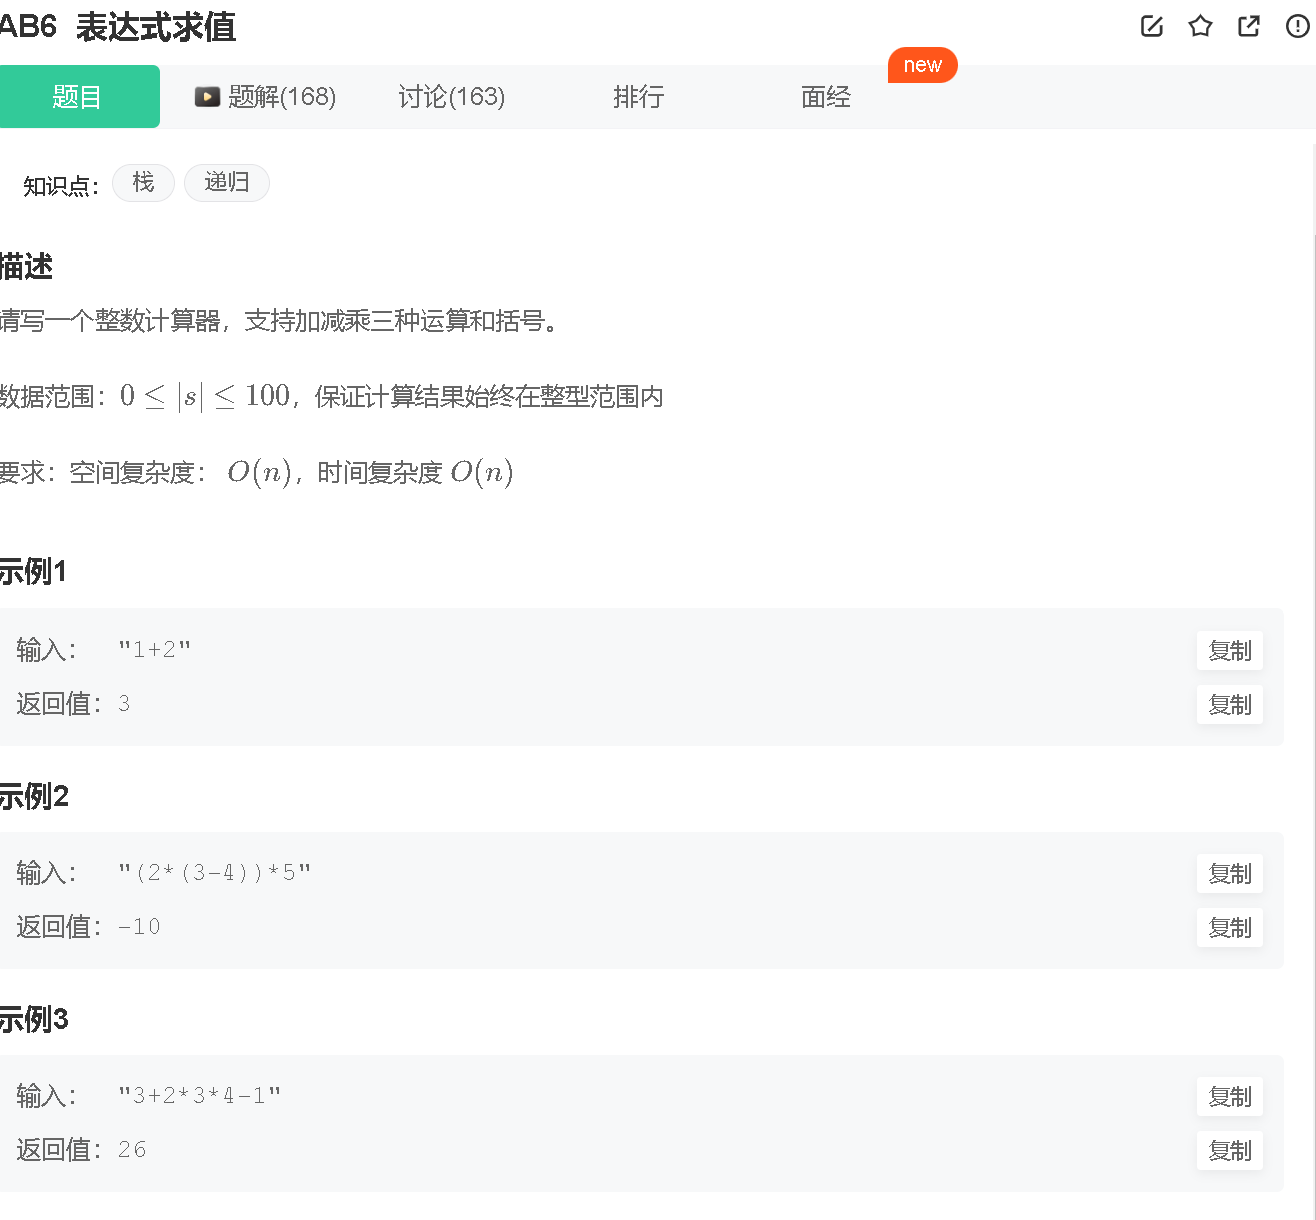 AB6 表达式求值
new
题目 题解(168) 讨论(163) 排行 面经
知识点： 栈 递归
描述
请写一个整数计算器，支持加减乘三种运算和括号。
数据范围：0 ≤ |s| ≤ 100，保证计算结果始终在整型范围内
要求：空间复杂度： O(n)，时间复杂度 O(n)
示例1
输入： "1+2" 复制
返回值：3 复制
示例2
输入： "(2*(3-4))*5" 复制
返回值：-10 复制
示例3
输入： "3+2*3*4-1" 复制
返回值：26 复制